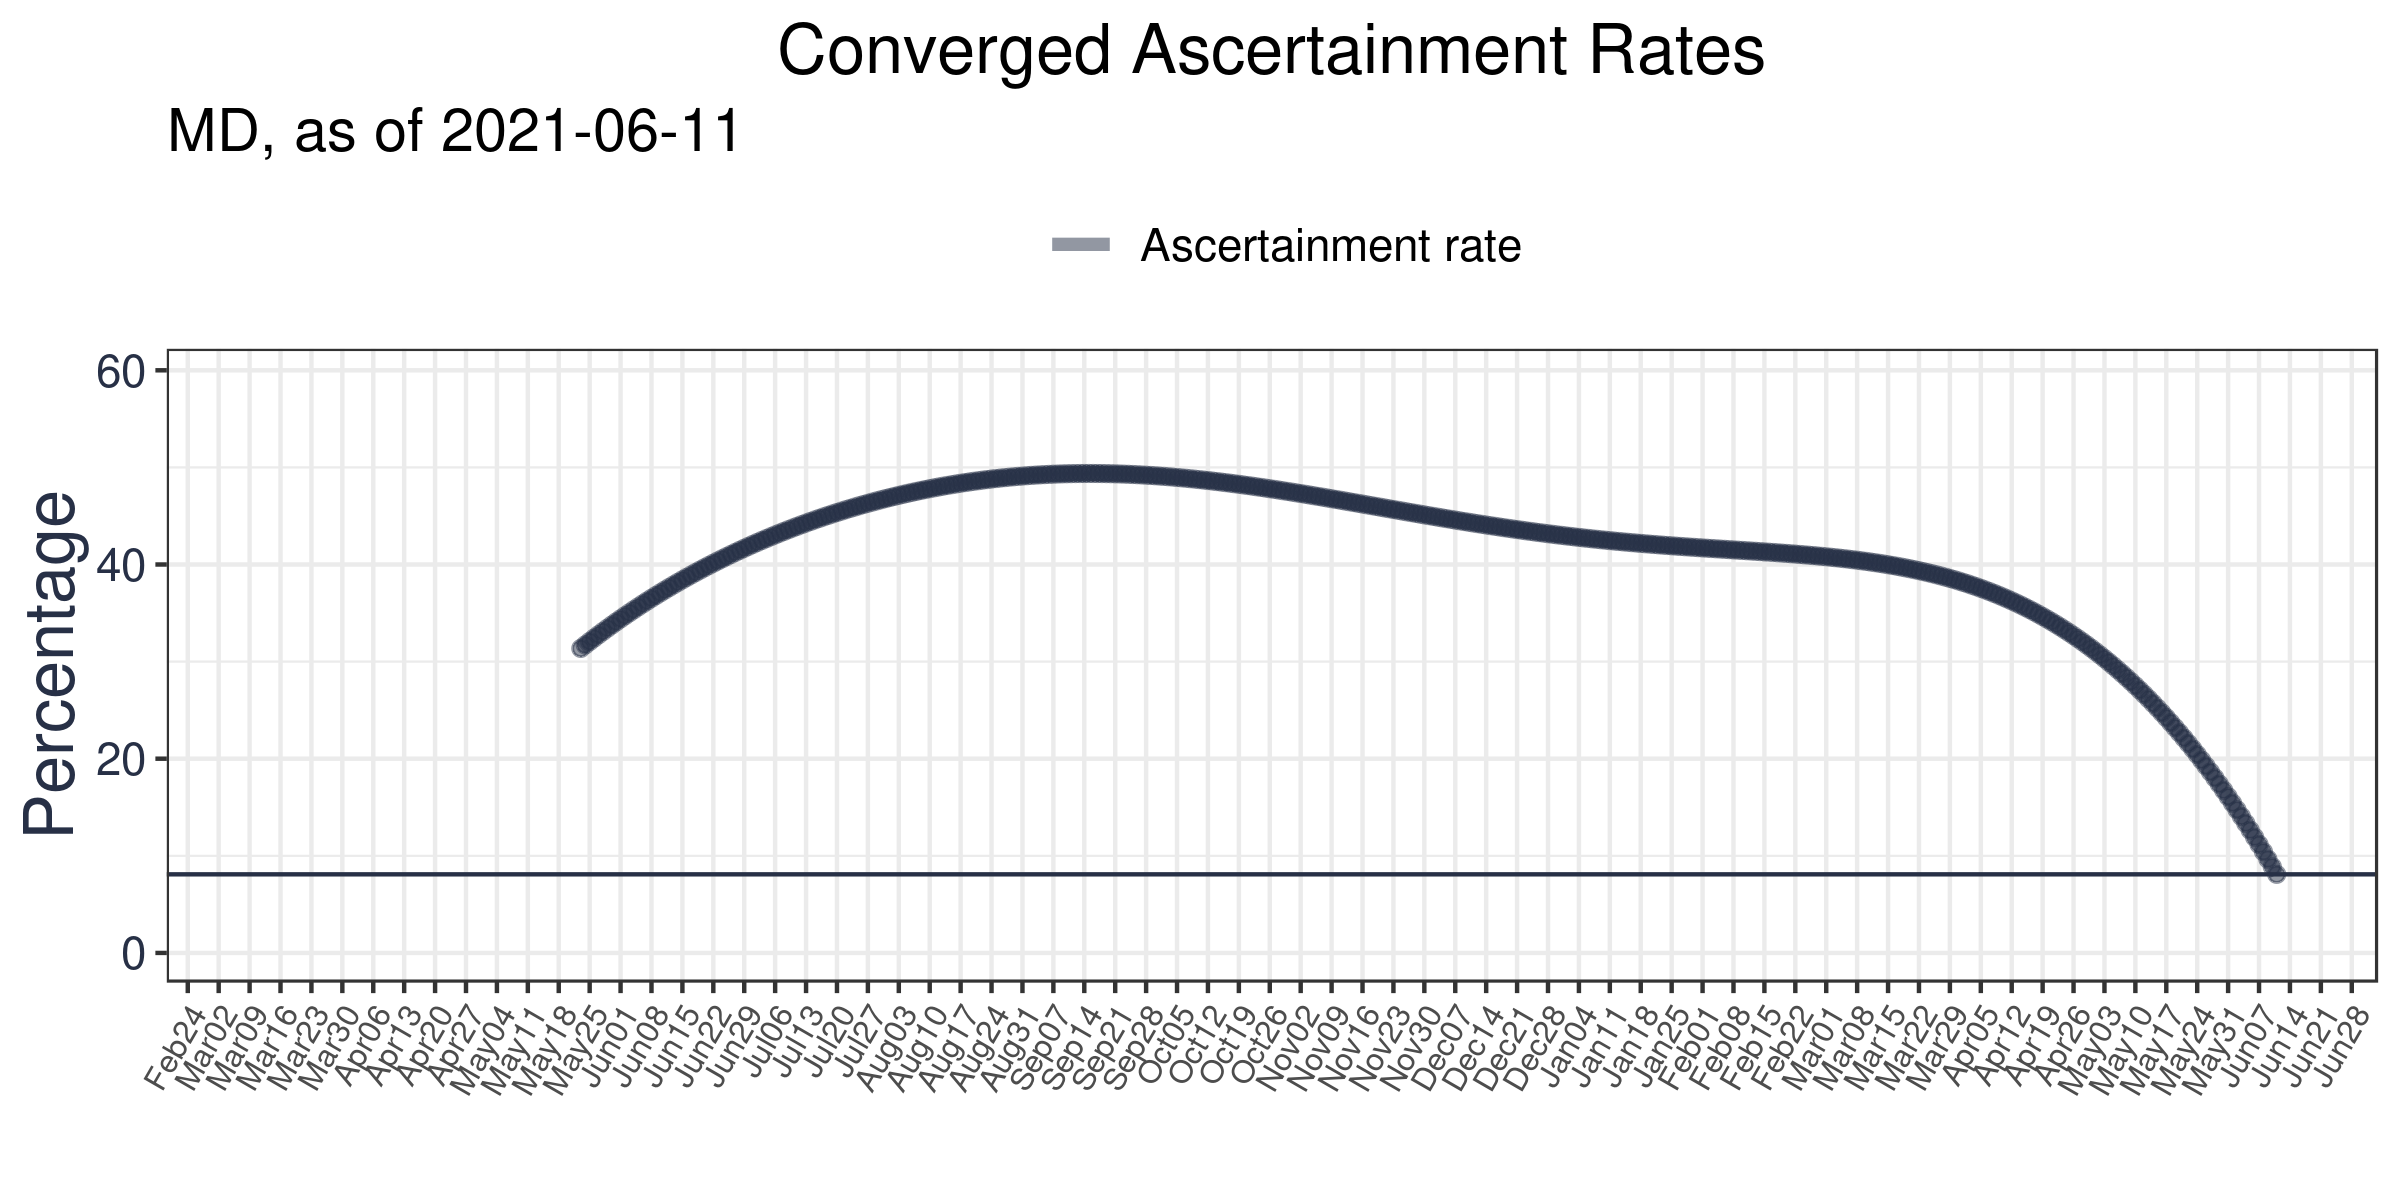 Converged Ascertainment Rates
MD, as of 2021-06-11
Ascertainment rate
Percentage
60
40
20
0
Feb24 Mar02 Mar09 Mar16 Mar23 Mar30 Apr06 Apr13 Apr20 Apr27 May04 May11 May18 May25 Jun01 Jun08 Jun15 Jun22 Jun29 Jul06 Jul13 Jul20 Jul27 Aug03 Aug10 Aug17 Aug24 Aug31 Sep07 Sep14 Sep21 Sep28 Oct05 Oct12 Oct19 Oct26 Nov02 Nov09 Nov16 Nov23 Nov30 Dec07 Dec14 Dec21 Dec28 Jan04 Jan11 Jan18 Jan25 Feb01 Feb08 Feb15 Feb22 Mar01 Mar08 Mar15 Mar22 Mar29 Apr05 Apr12 Apr19 Apr26 May03 May10 May17 May24 May31 Jun07 Jun14 Jun21 Jun28